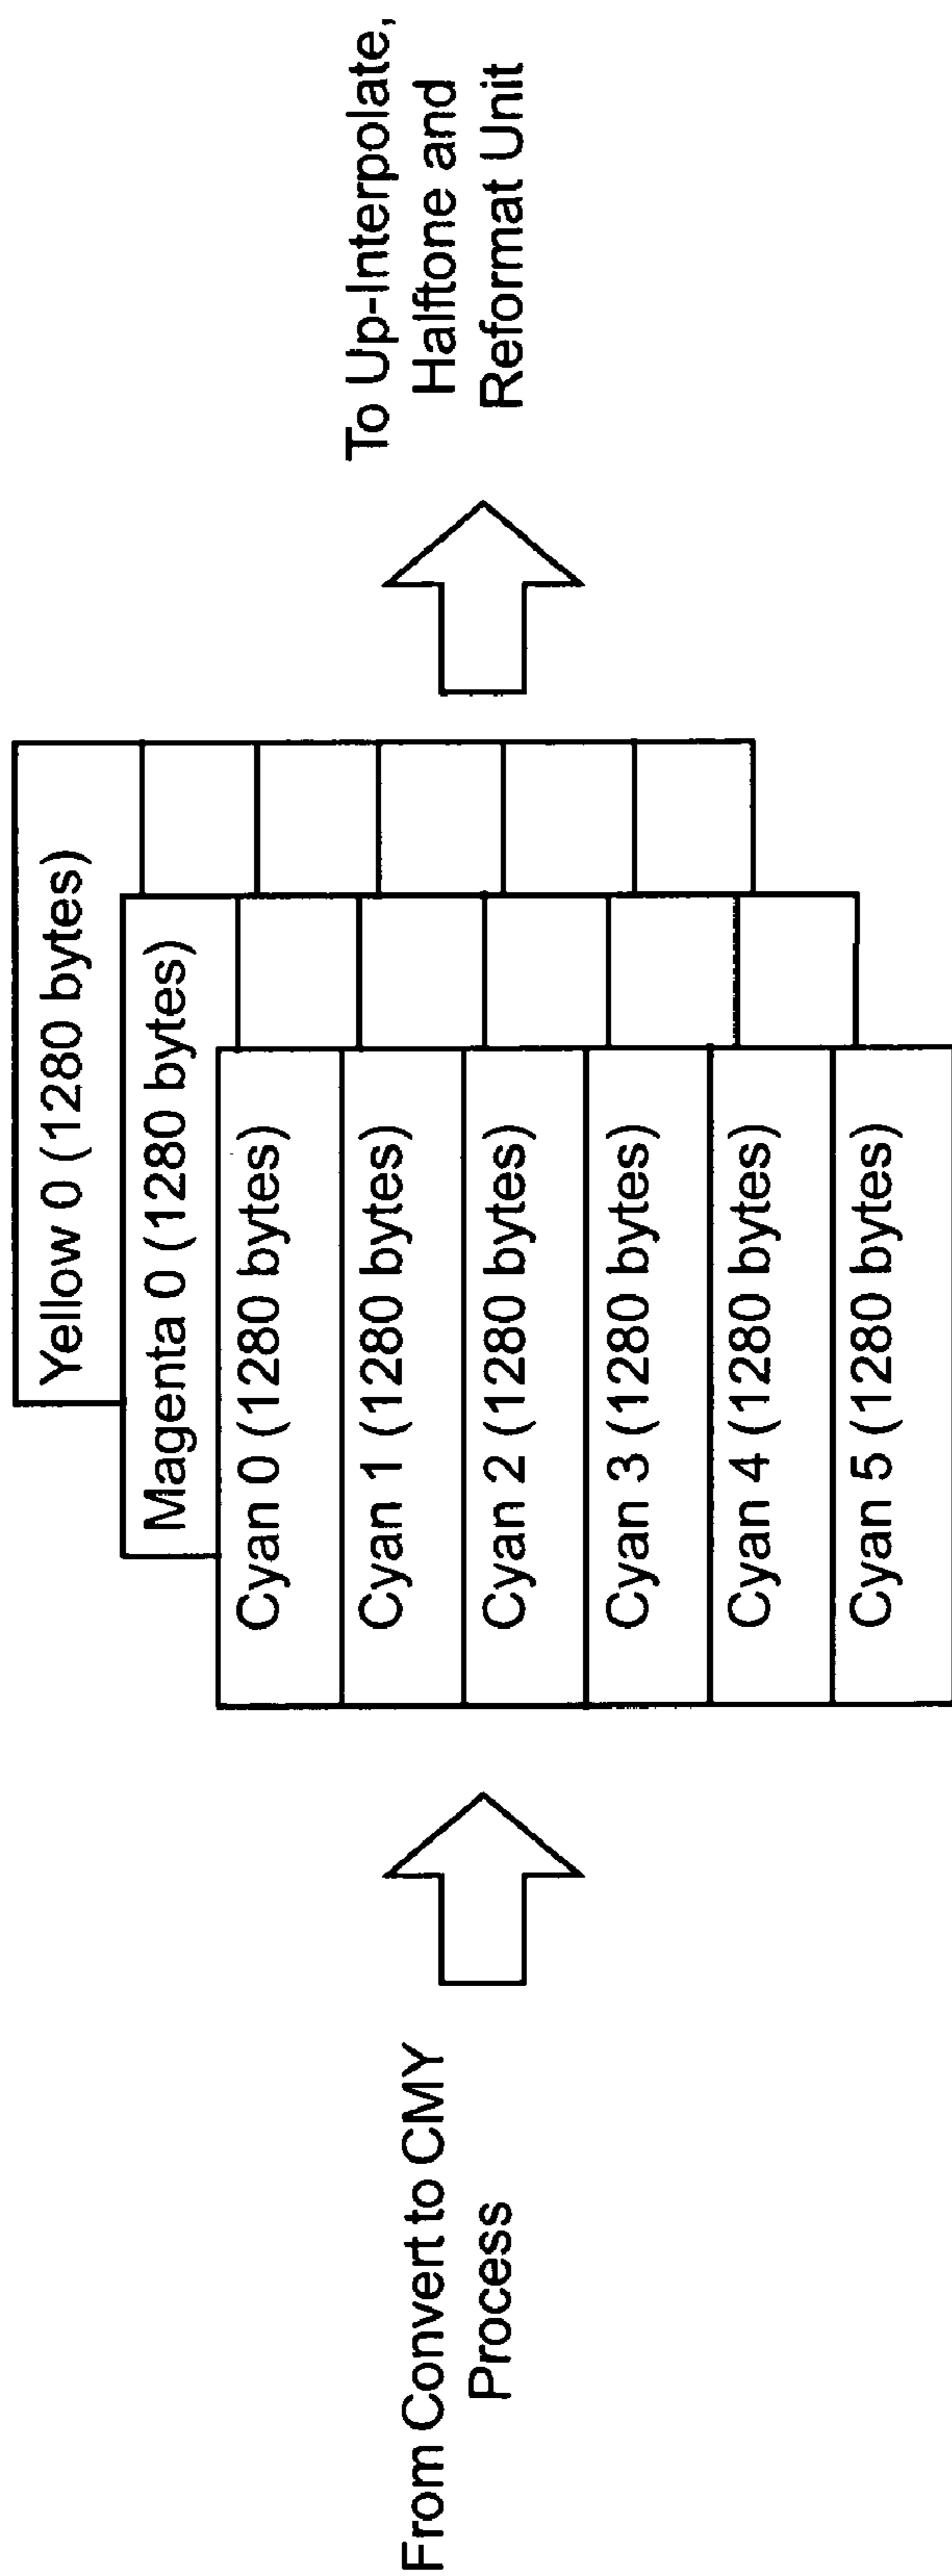 From Convert to CMY
Process
Yellow 0 (1280 bytes)
Magenta 0 (1280 bytes)
Cyan 0 (1280 bytes)
Cyan 1 (1280 bytes)
Cyan 2 (1280 bytes)
Cyan 3 (1280 bytes)
Cyan 4 (1280 bytes)
Cyan 5 (1280 bytes)
To Up-Interpolate,
Halftone and
Reformat Unit